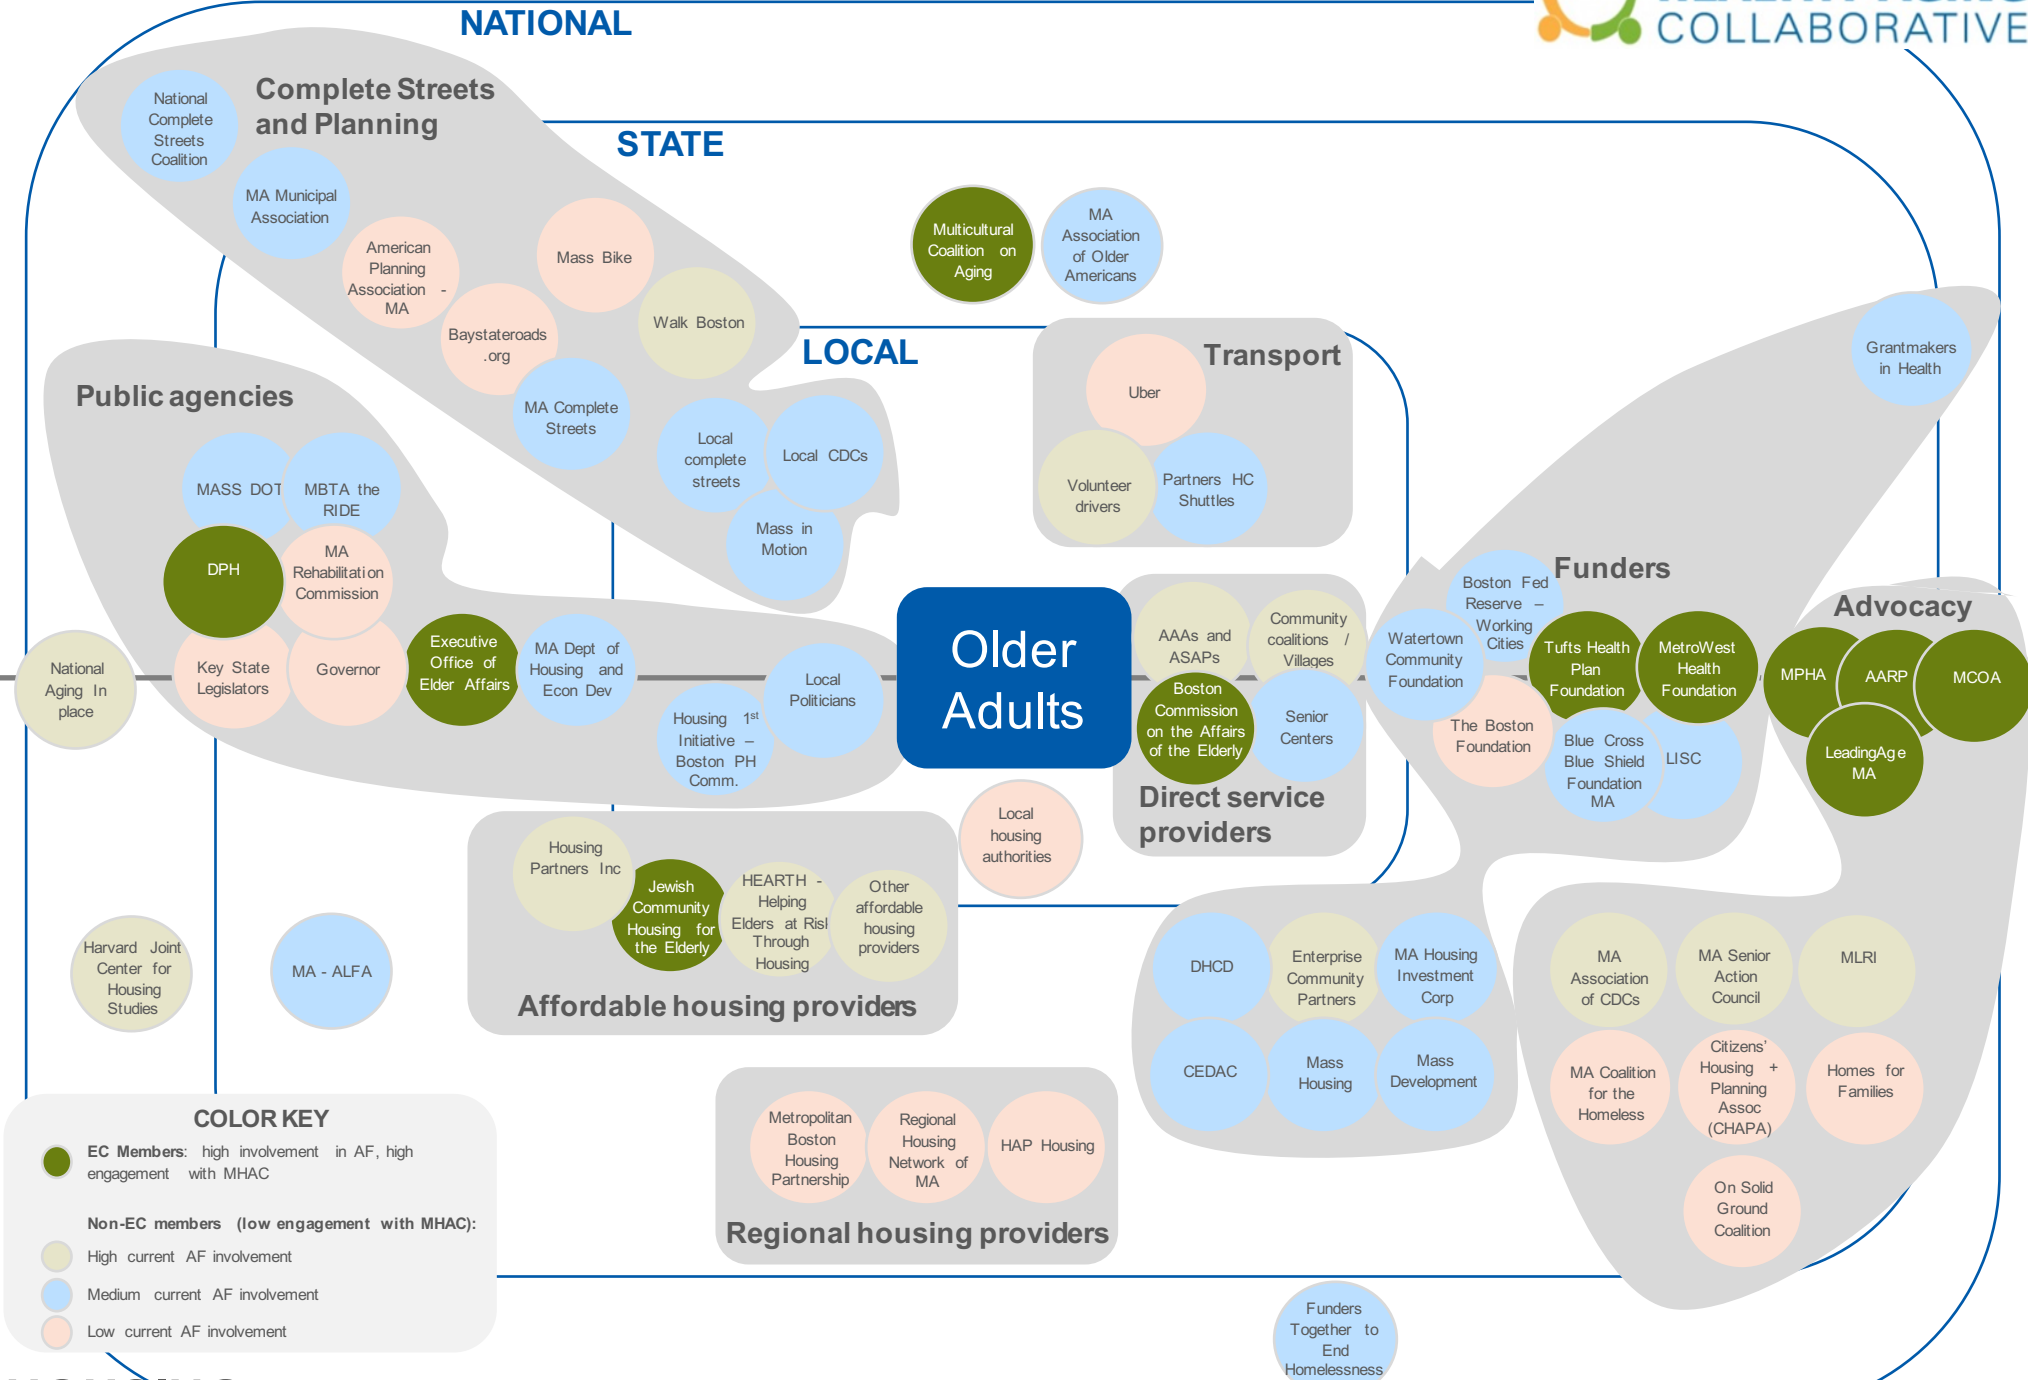 NATIONAL
COLLABORATIVE
Complete Streets
and Planning
STATE
National
Complete
Streets
Coalition
MA Municipal
Association
American
Planning
Association -
MA
Mass Bike
Baystateroads
.org
Walk Boston
MA Complete
Streets
Local
complete
streets
Local CDCs
Mass in
Motion
Multicultural
Coalition on
Aging
MA
Association
of Older
Americans
LOCAL
Transport
Uber
Volunteer
drivers
Partners HC
Shuttles
Grantmakers
in Health
Public agencies
MASS DOT
MBTA the
RIDE
DPH
MA
Rehabilitation
Commission
Key State
Legislators
Governor
Executive
Office of
Elder Affairs
MA Dept of
Housing and
Econ Dev
Housing 1st
Initiative –
Boston PH
Comm.
Local
Politicians
National
Aging In
place
Older
Adults
AAAs and
ASAPs
Community
coalitions /
Villages
Boston
Commission
on the Affairs
of the Elderly
Senior
Centers
Direct service
providers
Funders
Boston Fed
Reserve –
Working
Cities
Watertown
Community
Foundation
Tufts Health
Plan
Foundation
MetroWest
Health
Foundation
The Boston
Foundation
Blue Cross
Blue Shield
Foundation
MA
LISC
Advocacy
MPHA
AARP
MCOA
LeadingAge
MA
Local
housing
authorities
Housing
Partners Inc
Jewish
Community
Housing for
the Elderly
HEARTH -
Helping
Elders at Risk
Through
Housing
Other
affordable
housing
providers
Affordable housing providers
Harvard Joint
Center for
Housing
Studies
MA - ALFA
DHCD
Enterprise
Community
Partners
MA Housing
Investment
Corp
CEDAC
Mass
Housing
Mass
Development
MA
Association
of CDCs
MA Senior
Action
Council
MLRI
MA Coalition
for the
Homeless
Citizens'
Housing +
Planning
Assoc
(CHAPA)
Homes for
Families
On Solid
Ground
Coalition
Metropolitan
Boston
Housing
Partnership
Regional
Housing
Network of
MA
HAP Housing
Regional housing providers
COLOR KEY
EC Members: high involvement in AF, high
engagement with MHAC
Non-EC members (low engagement with MHAC):
High current AF involvement
Medium current AF involvement
Low current AF involvement
Funders
Together to
End
Homelessness